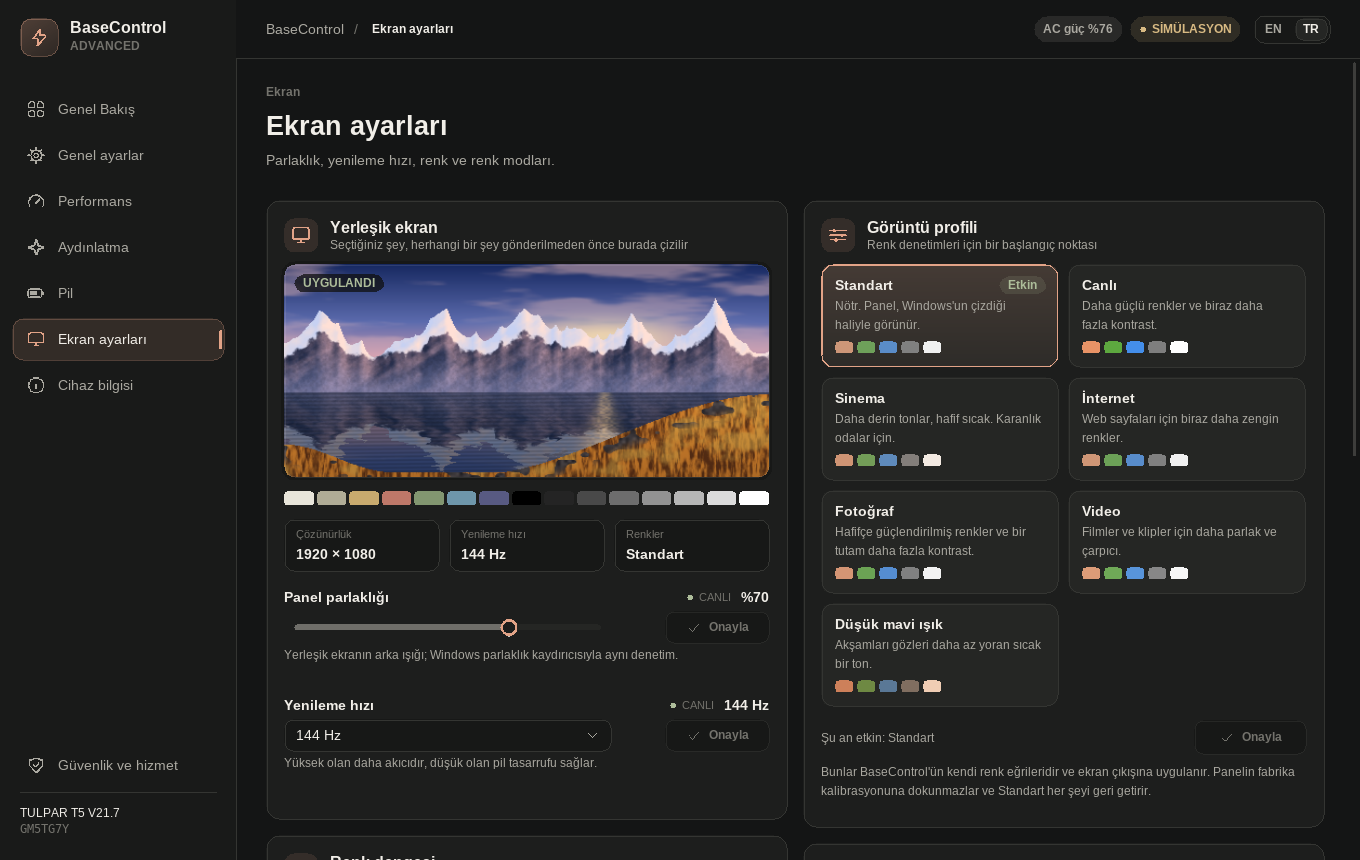 BaseControl
ADVANCED
Genel Bakış
Genel ayarlar
Performans
Aydınlatma
Pil
Ekran ayarları
Cihaz bilgisi
Güvenlik ve hizmet
TULPAR T5 V21.7
GM5TG7Y
BaseControl / Ekran ayarları
AC güç %76
SİMÜLASYON
EN TR
Ekran
Ekran ayarları
Parlaklık, yenileme hızı, renk ve renk modları.
Yerleşik ekran
Seçtiğiniz şey, herhangi bir şey gönderilmeden önce burada çizilir
UYGULANDI
Çözünürlük
1920 × 1080
Yenileme hızı
144 Hz
Renkler
Standart
Panel parlaklığı
CANLI %70
Onayla
Yerleşik ekranın arka ışığı; Windows parlaklık kaydırıcısıyla aynı denetim.
Yenileme hızı
CANLI 144 Hz
144 Hz
Onayla
Yüksek olan daha akıcıdır, düşük olan pil tasarrufu sağlar.
Görüntü profili
Renk denetimleri için bir başlangıç noktası
Standart
Etkin
Nötr. Panel, Windows'un çizdiği
haliyle görünür.
Canlı
Daha güçlü renkler ve biraz daha
fazla kontrast.
Sinema
Daha derin tonlar, hafif sıcak. Karanlık
odalar için.
İnternet
Web sayfaları için biraz daha zengin
renkler.
Fotoğraf
Hafifçe güçlendirilmiş renkler ve bir
tutam daha fazla kontrast.
Video
Filmler ve klipler için daha parlak ve
çarpıcı.
Düşük mavi ışık
Akşamları gözleri daha az yoran sıcak
bir ton.
Şu an etkin: Standart
Onayla
Bunlar BaseControl'ün kendi renk eğrileridir ve ekran çıkışına uygulanır. Panelin fabrika
kalibrasyonuna dokunmazlar ve Standart her şeyi geri getirir.
Renk dengesi